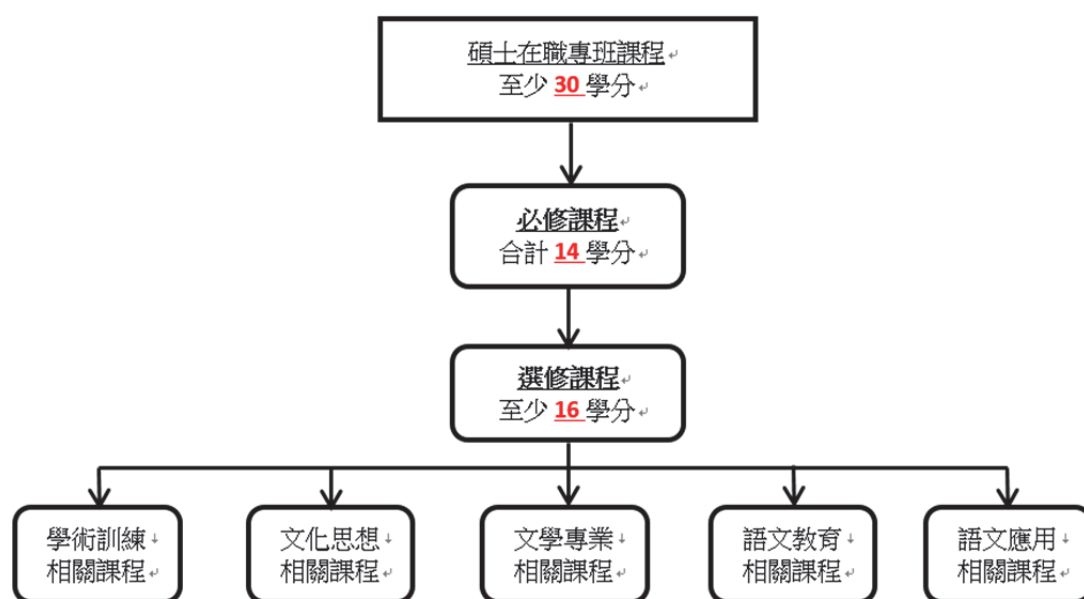 碩士在職專班課程
至少 30 學分
必修課程
合計 14 學分
選修課程
至少 16 學分
學術訓練
相關課程
文化思想
相關課程
文學專業
相關課程
語文教育
相關課程
語文應用
相關課程